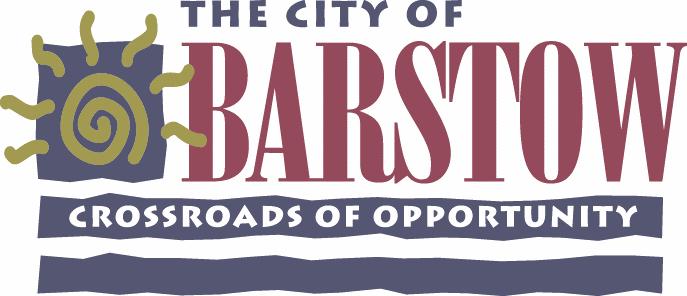 THE CITY OF
BARSTOW
CROSSROADS OF OPPORTUNITY